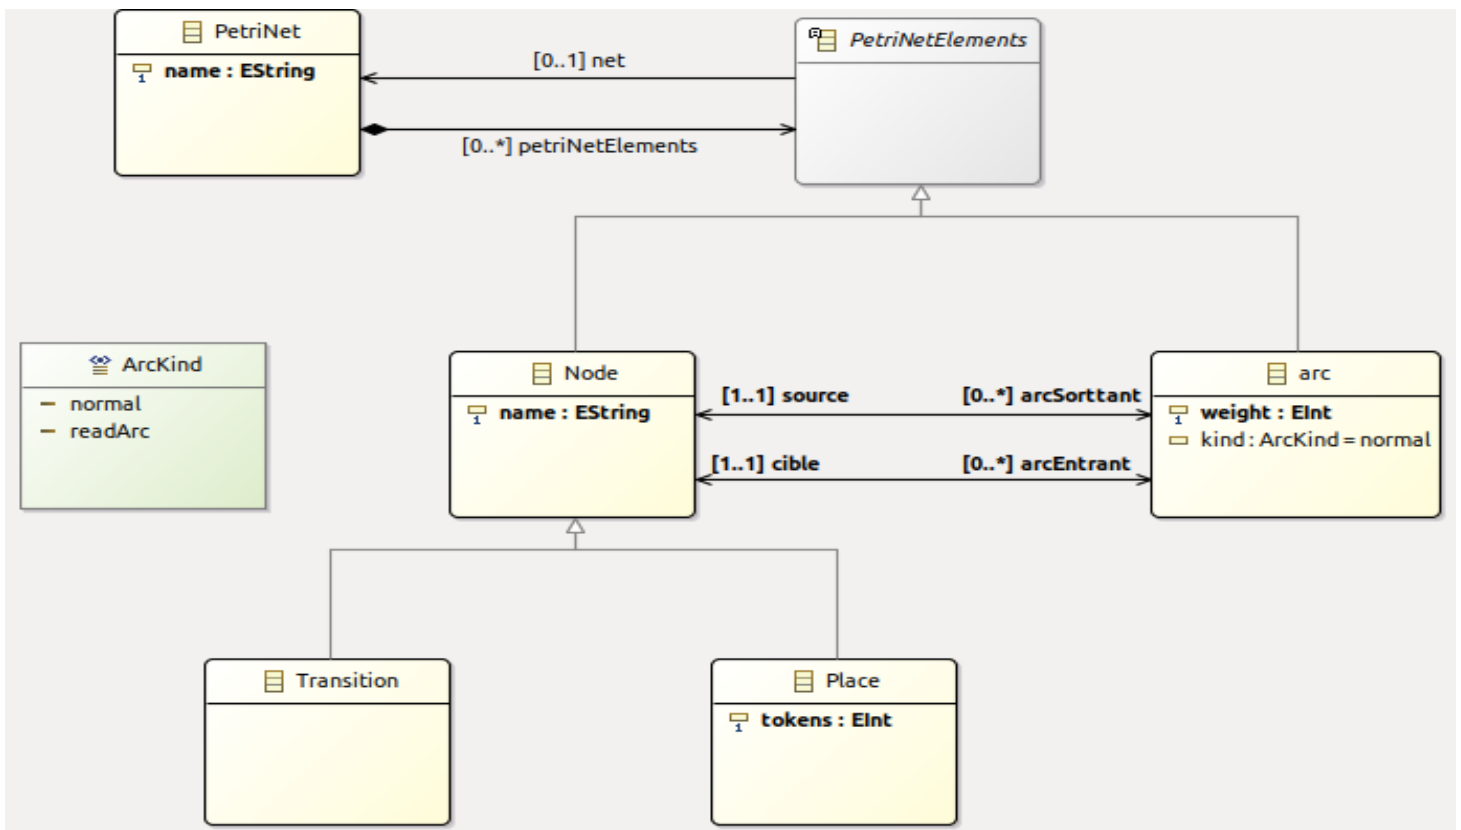 PetriNet
name : EString
[0..1] net
[0..*] petriNetElements
PetriNetElements
ArcKind
normal
readArc
Node
name : EString
[1..1] source
[0..*] arcSorttant
[1..1] cible
[0..*] arcEntrant
arc
weight : EInt
kind : ArcKind = normal
Transition
Place
tokens : EInt